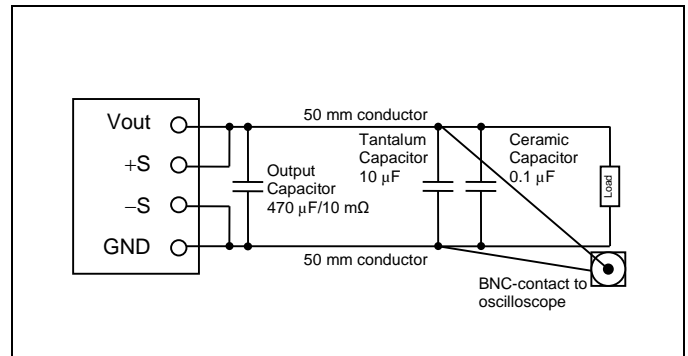 50 mm conductor
Vout
+S
−S
GND
Output
Capacitor
470 μF/10 mΩ
Tantalum
Capacitor
10 μF
Ceramic
Capacitor
0.1 μF
Load
50 mm conductor
BNC-contact to
oscilloscope